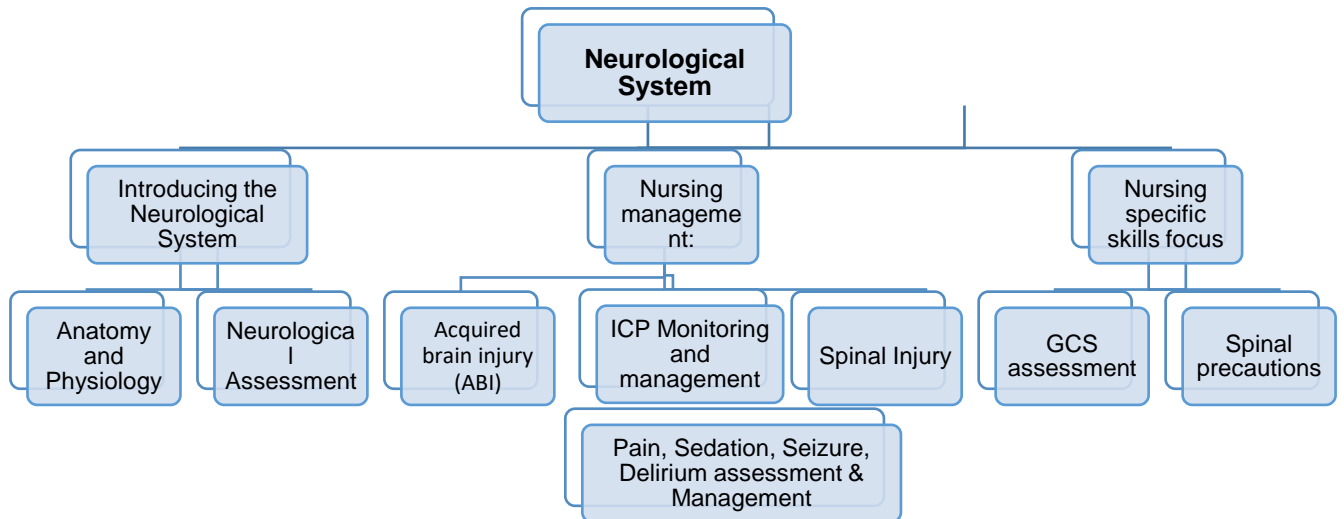 Neurological
System
Introducing the
Neurological
System
Nursing
manageme
nt:
Nursing
specific
skills focus
Anatomy
and
Physiology
Neurologica
l
Assessment
Acquired
brain injury
(ABI)
ICP Monitoring
and
management
Spinal Injury
GCS
assessment
Spinal
precautions
Pain, Sedation, Seizure,
Delirium assessment &
Management